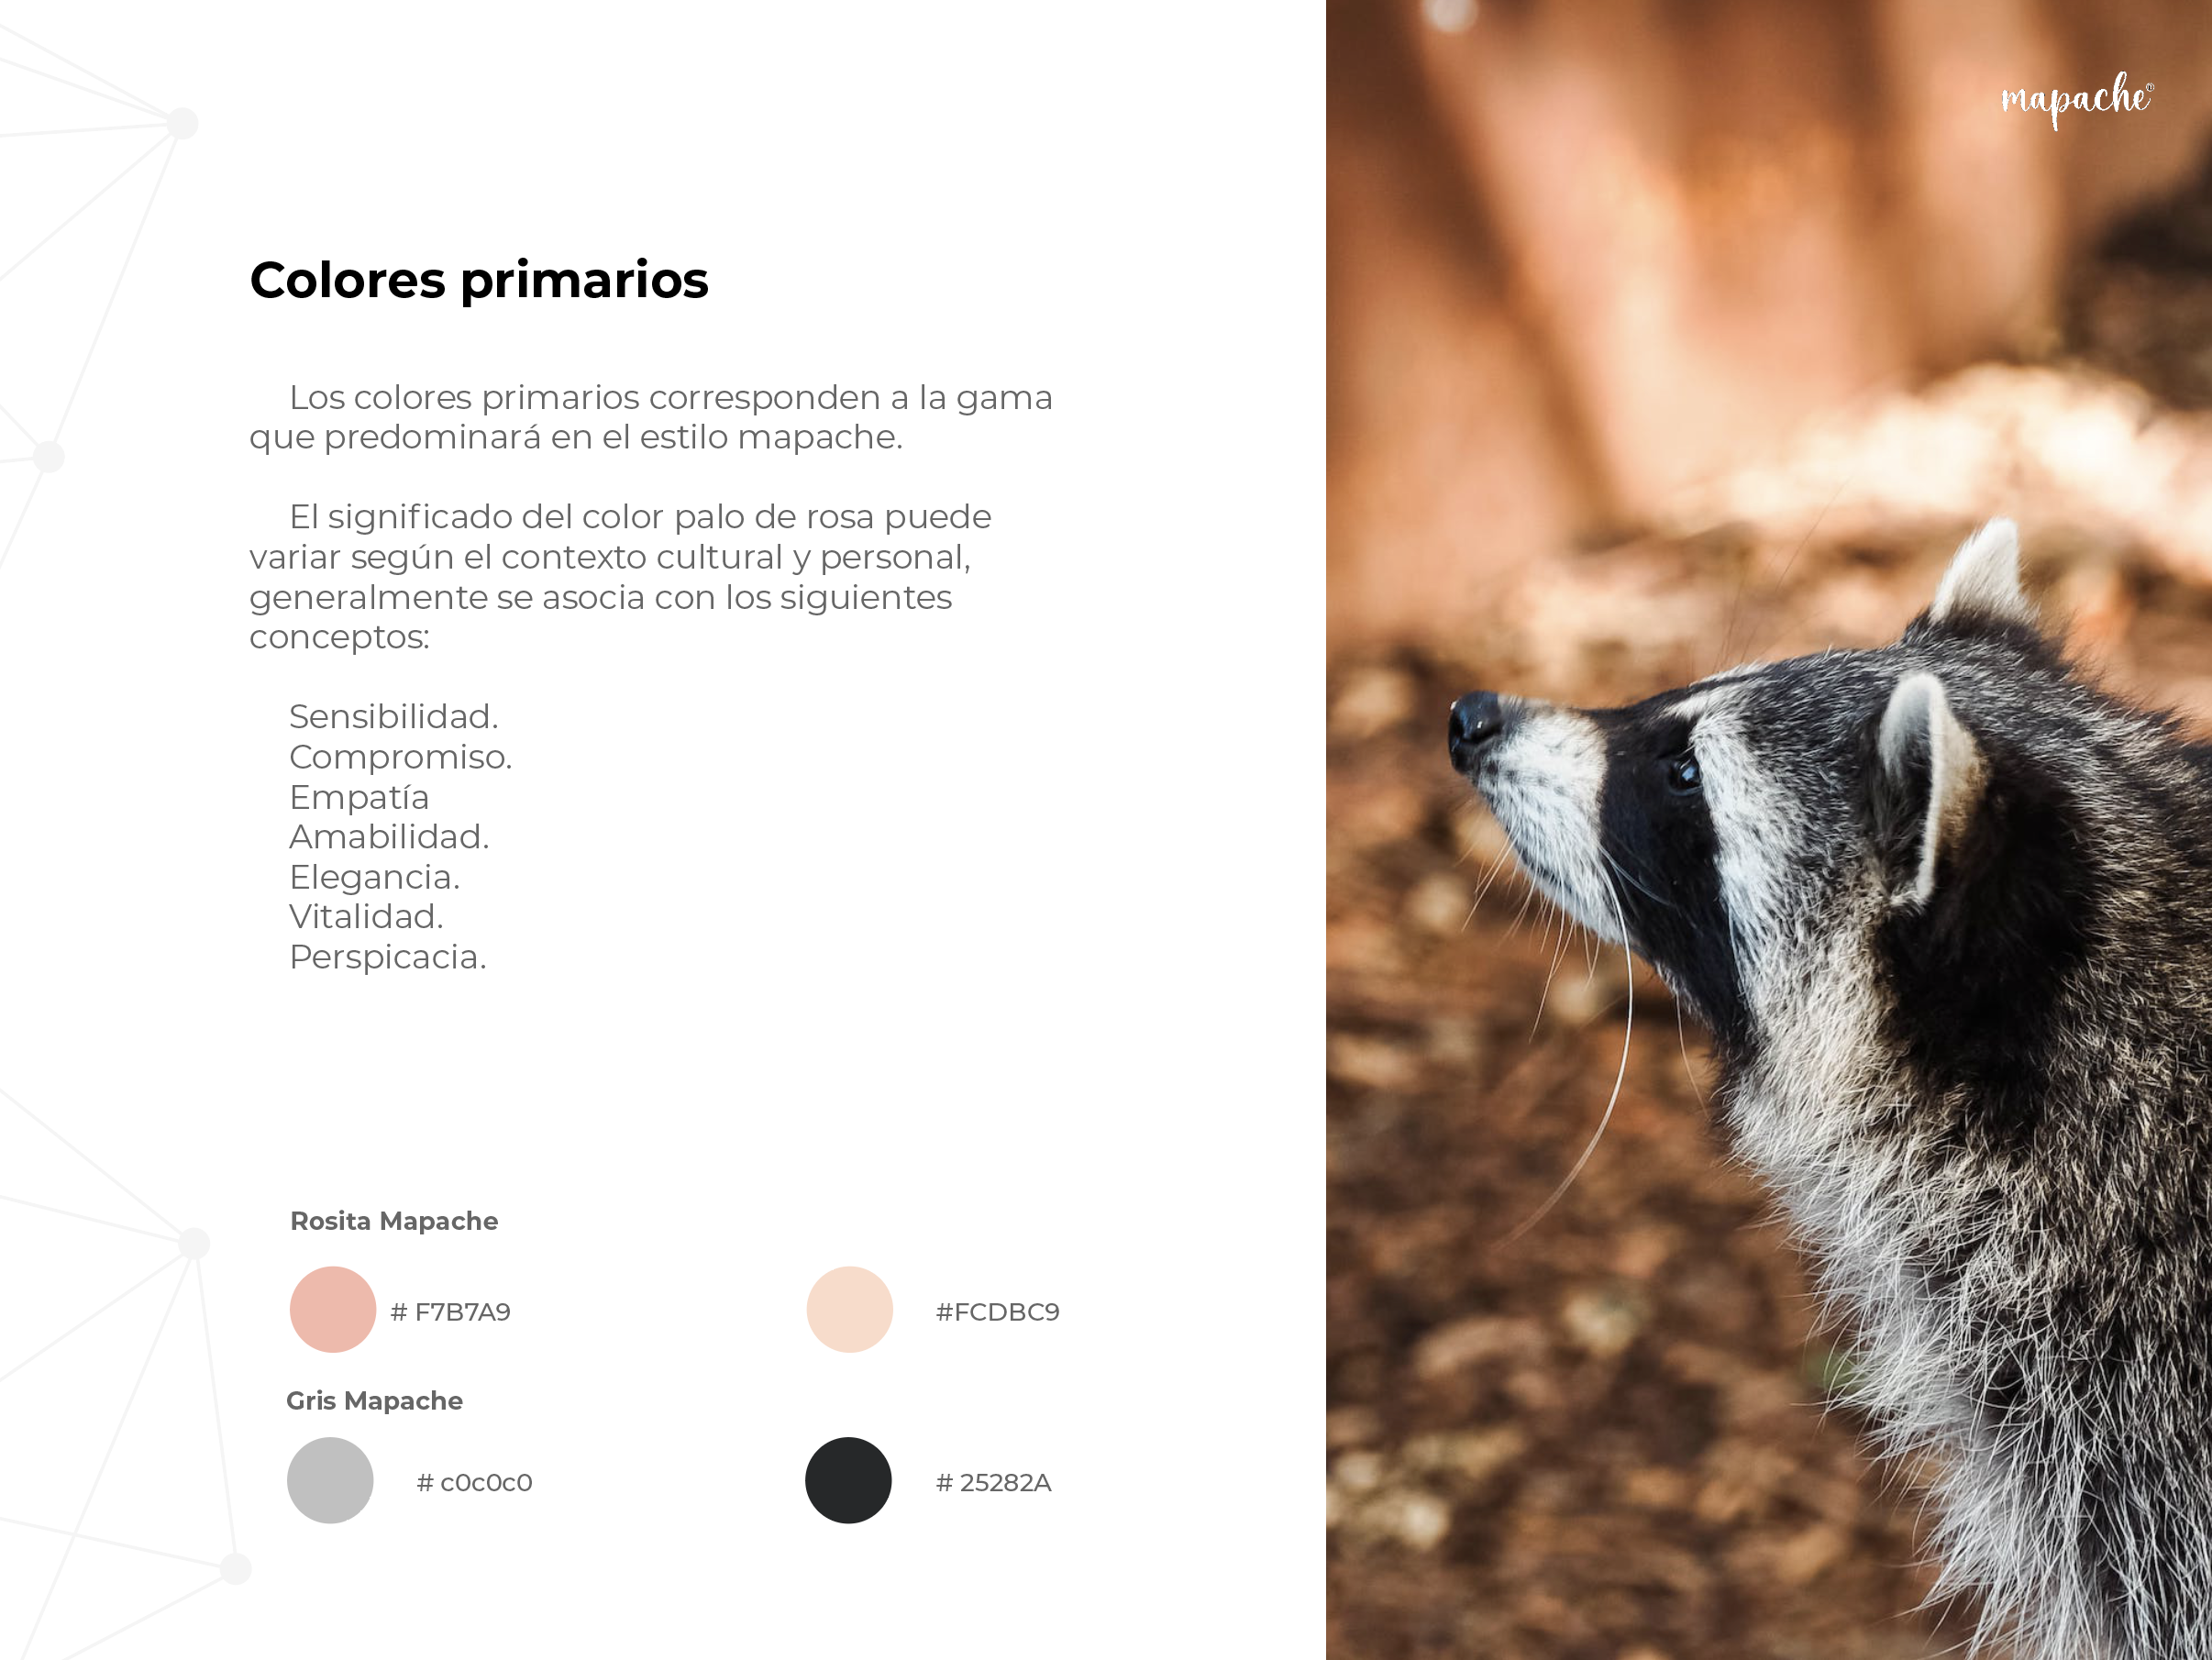 mapache®
Colores primarios
Los colores primarios corresponden a la gama
que predominará en el estilo mapache.
El significado del color palo de rosa puede
variar según el contexto cultural y personal,
generalmente se asocia con los siguientes
conceptos:
Sensibilidad.
Compromiso.
Empatía
Amabilidad.
Elegancia.
Vitalidad.
Perspicacia.
Rosita Mapache
# F7B7A9
#FCDBC9
Gris Mapache
# c0c0c0
# 25282A